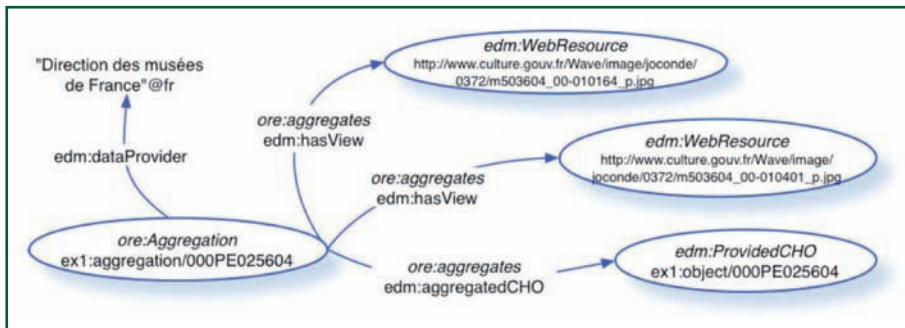 "Direction des musées
de France"@fr
edm:dataProvider
ore:Aggregation
ex1:aggregation/000PE025604
ore:aggregates
edm:hasView
edm:WebResource
http://www.culture.gouv.fr/Wave/image/joconde/
0372/m503604_00-010164_p.jpg
ore:aggregates
edm:hasView
edm:WebResource
http://www.culture.gouv.fr/Wave/image/
joconde/0372/m503604_00-010401_p.jpg
ore:aggregates
edm:aggregatedCHO
edm:ProvidedCHO
ex1:object/000PE025604